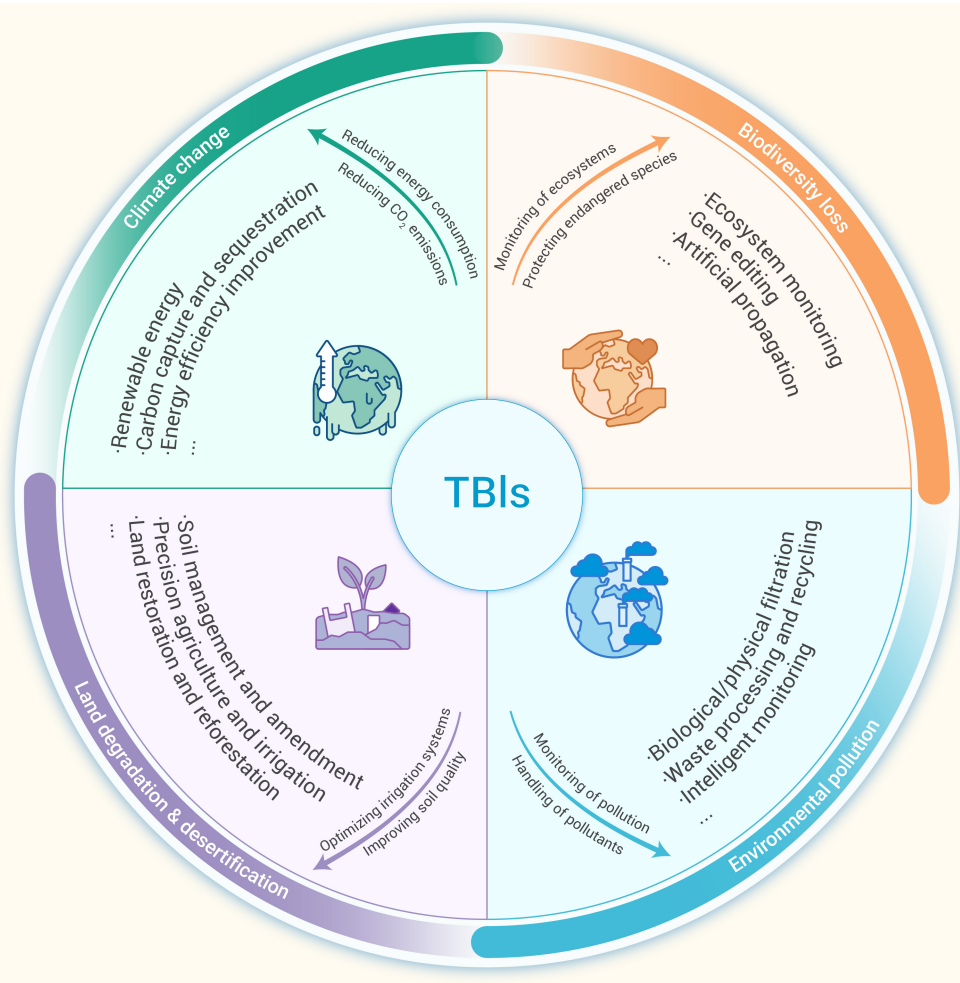 Climate change
Reducing energy consumption
Reducing CO₂ emissions
·Renewable energy
·Carbon capture and sequestration
·Energy efficiency improvement
...
Biodiversity loss
Monitoring of ecosystems
Protecting endangered species
·Ecosystem monitoring
·Gene editing
·Artificial propagation
...
TBls
Land degradation & desertification
·Soil management and amendment
·Precision agriculture and irrigation
·Land restoration and reforestation
...
Optimizing irrigation systems
Improving soil quality
Environmental pollution
·Biological/physical filtration
·Waste processing and recycling
·Intelligent monitoring
...
Monitoring of pollution
Handling of pollutants